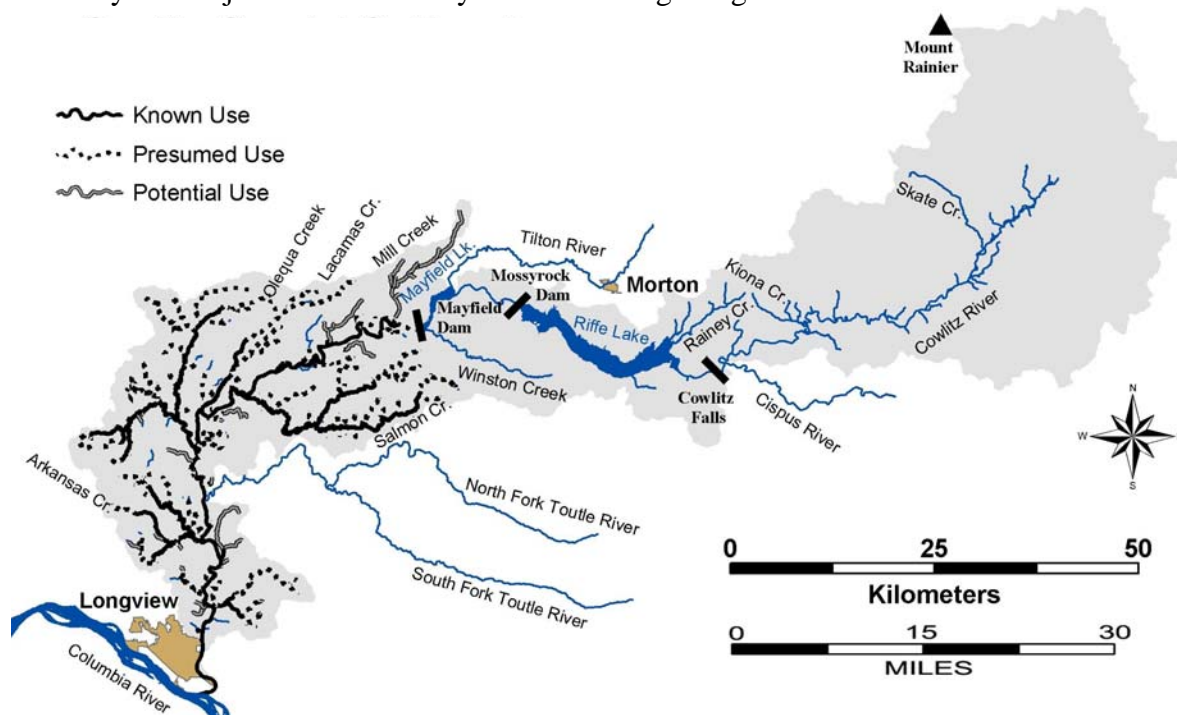 Mount
Rainier
Known Use
Presumed Use
Potential Use
Olequa Creek
Lacamas Cr.
Mill Creek
Mayfield Lk.
Tilton River
Skate Cr.
Mossyrock
Dam
Morton
Kiona Cr.
Mayfield
Dam
Riffe Lake
Rainey Cr.
Cowlitz River
Winston Creek
Cowlitz
Falls
Cispus River
Salmon Cr.
N
W
S
Arkansas Cr.
North Fork Toutle River
South Fork Toutle River
0 25 50
Kilometers
0 15 30
MILES
Longview
Columbia River